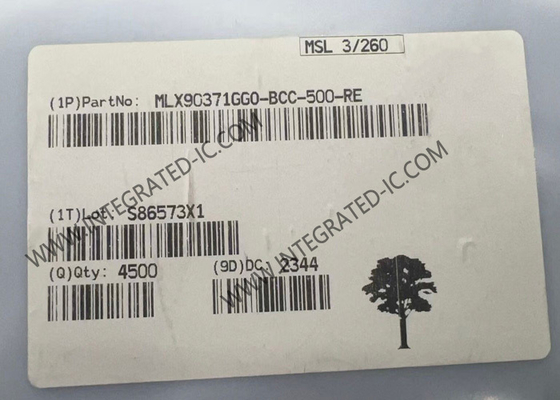 MSL 3/260
(1P)PartNo: MLX90371GGO-BCC-500-RE
(1T)Lot: S86573X1
(Q)Qty: 4500
(9D)DC: 2344
WWW.INTEGRATED-IC.COM
WWW.INTEGRATED-IC.COM
WWW.INTEGRATED-IC.COM